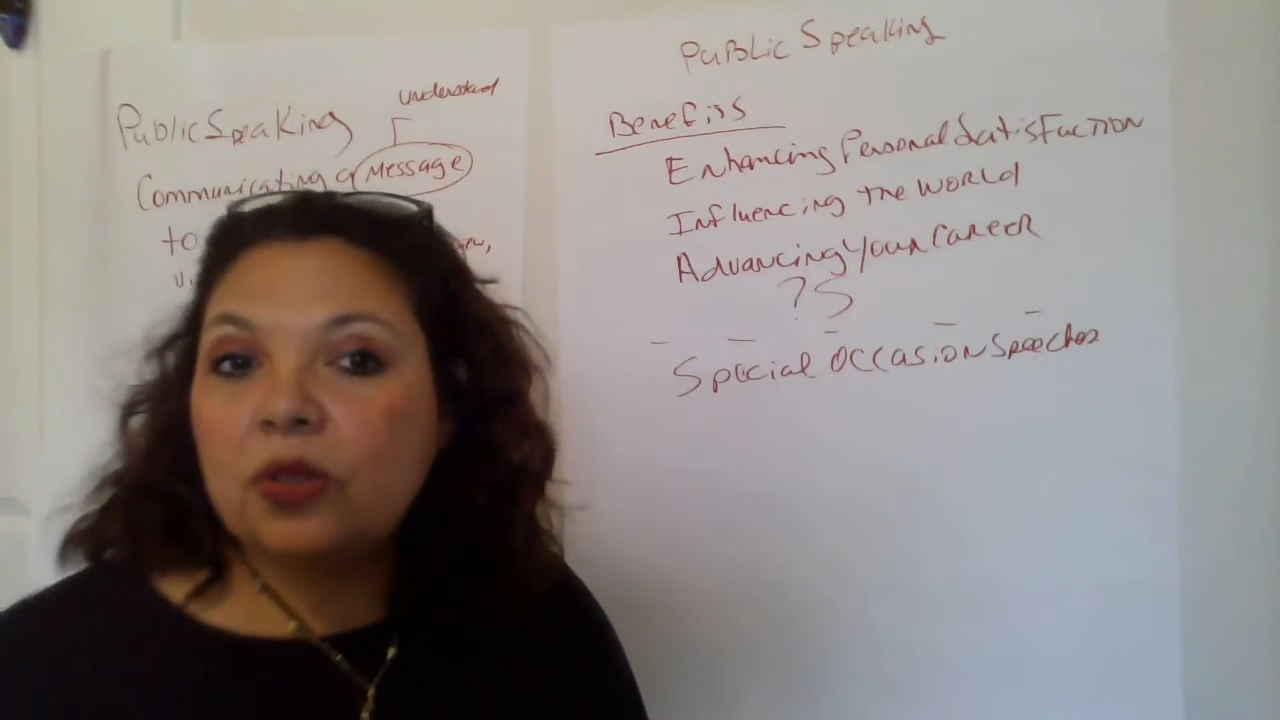 Public Speaking
understand
Communicating a Message
to
Public Speaking
Benefits
Enhancing Personal Satisfaction
Influencing the World
Advancing Your Career
?S
Special Occasion Speeches